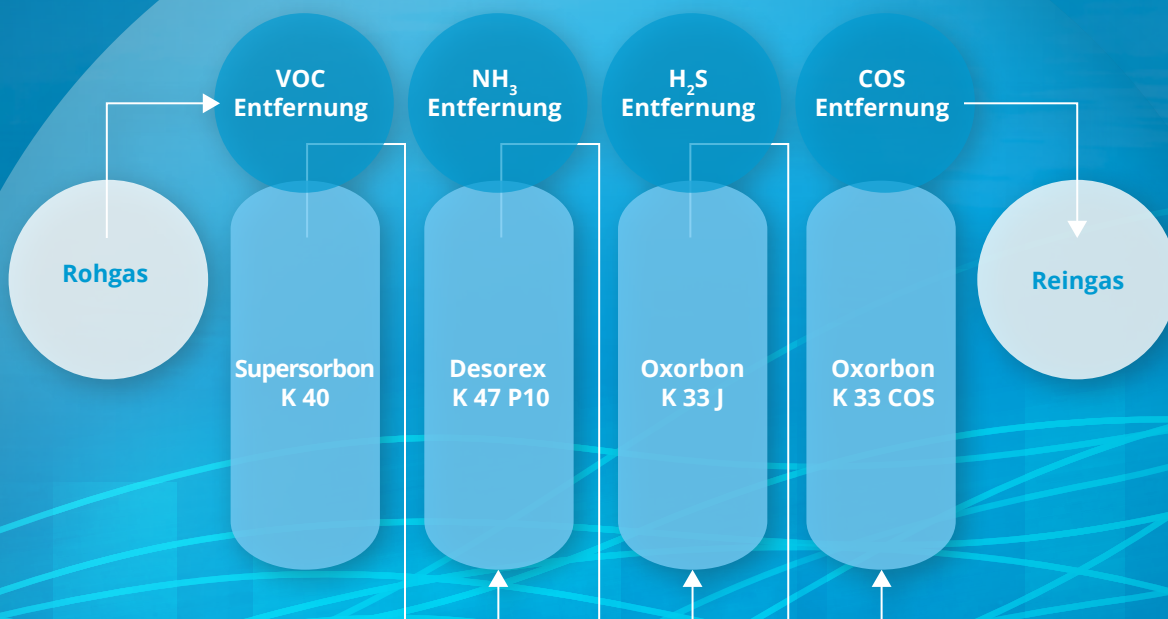 VOC
Entfernung
NH₃
Entfernung
H₂S
Entfernung
COS
Entfernung
Rohgas
Reingas
Supersorbon
K 40
Desorex
K 47 P10
Oxorbon
K 33 J
Oxorbon
K 33 COS